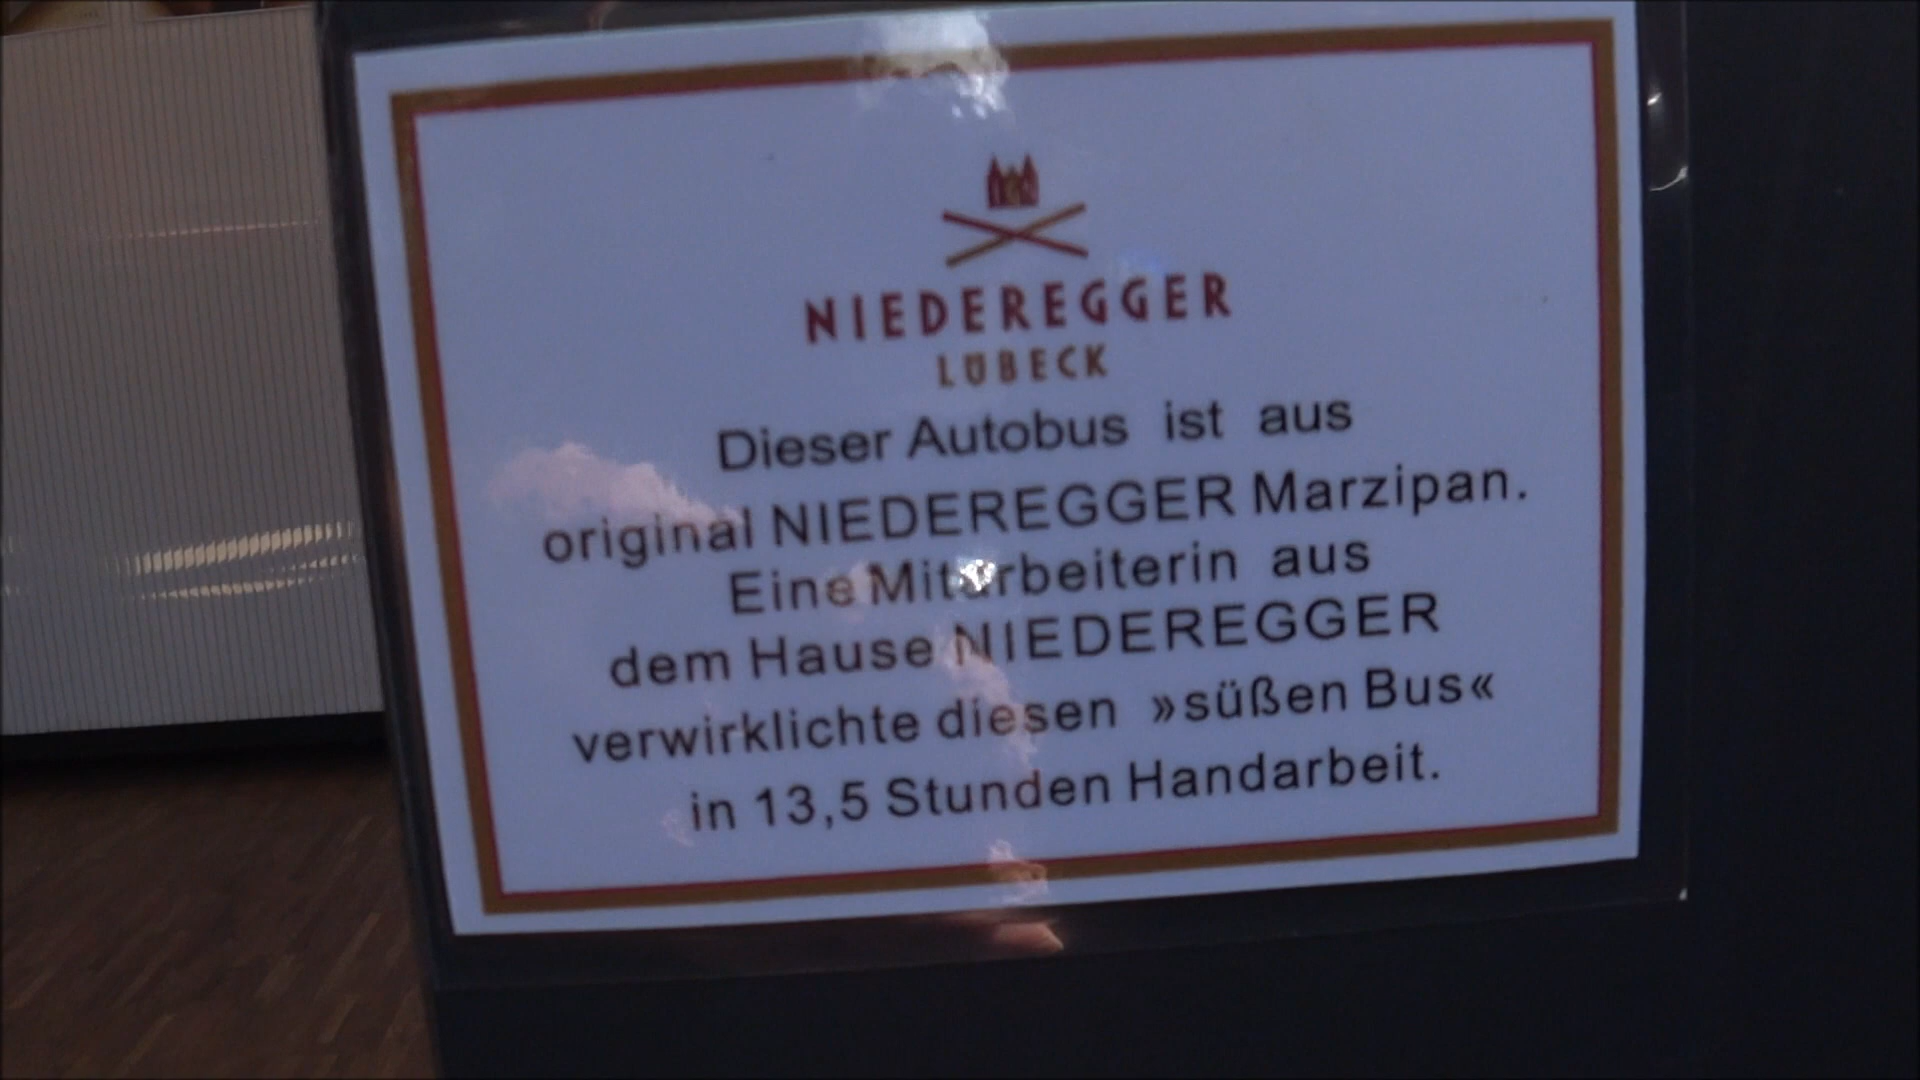 NIEDEREGGER
LÜBECK
Dieser Autobus ist aus
original NIEDEREGGER Marzipan.
Eine Mitarbeiterin aus
dem Hause NIEDEREGGER
verwirklichte diesen »süßen Bus«
in 13,5 Stunden Handarbeit.